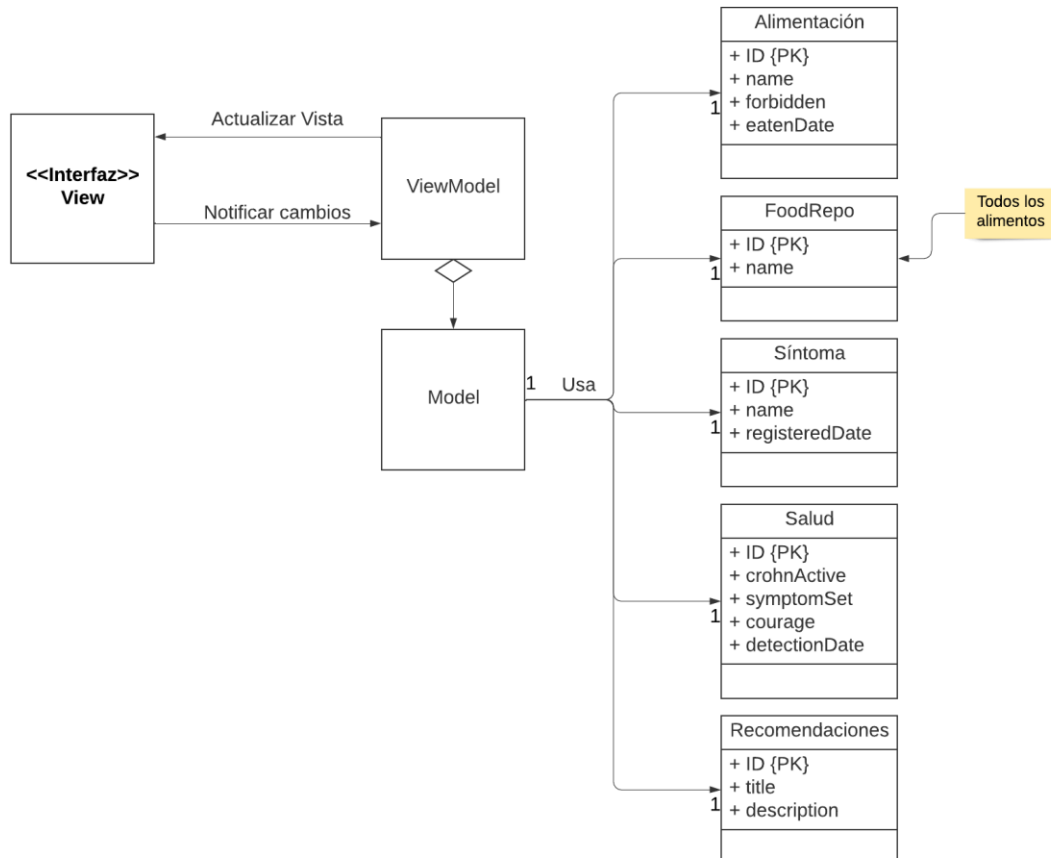 Actualizar Vista
<<Interfaz>>
View
Notificar cambios
ViewModel
Model
1
Usa
Alimentación
+ ID {PK}
+ name
+ forbidden
+ eatenDate
1
FoodRepo
+ ID {PK}
+ name
1
Todos los
alimentos
Síntoma
+ ID {PK}
+ name
+ registeredDate
1
Salud
+ ID {PK}
+ crohnActive
+ symptomSet
+ courage
+ detectionDate
1
Recomendaciones
+ ID {PK}
+ title
+ description
1